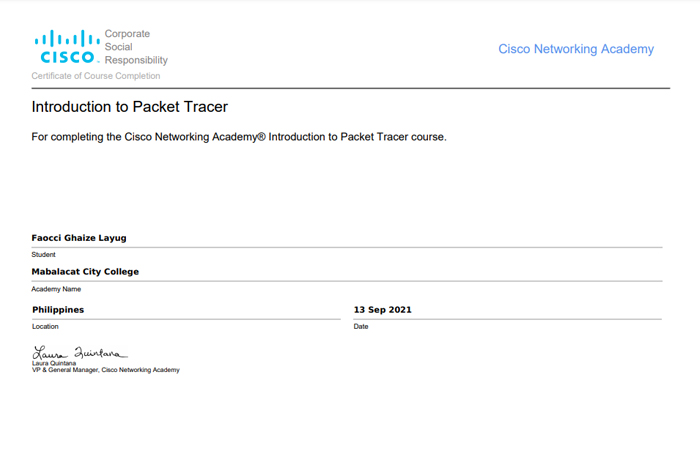 CISCO
Corporate
Social
Responsibility
Cisco Networking Academy
Certificate of Course Completion
Introduction to Packet Tracer
For completing the Cisco Networking Academy® Introduction to Packet Tracer course.
Faocci Ghaize Layug
Student
Mabalacat City College
Academy Name
Philippines
13 Sep 2021
Location
Date
Laura Quintana
Laura Quintana
VP & General Manager, Cisco Networking Academy